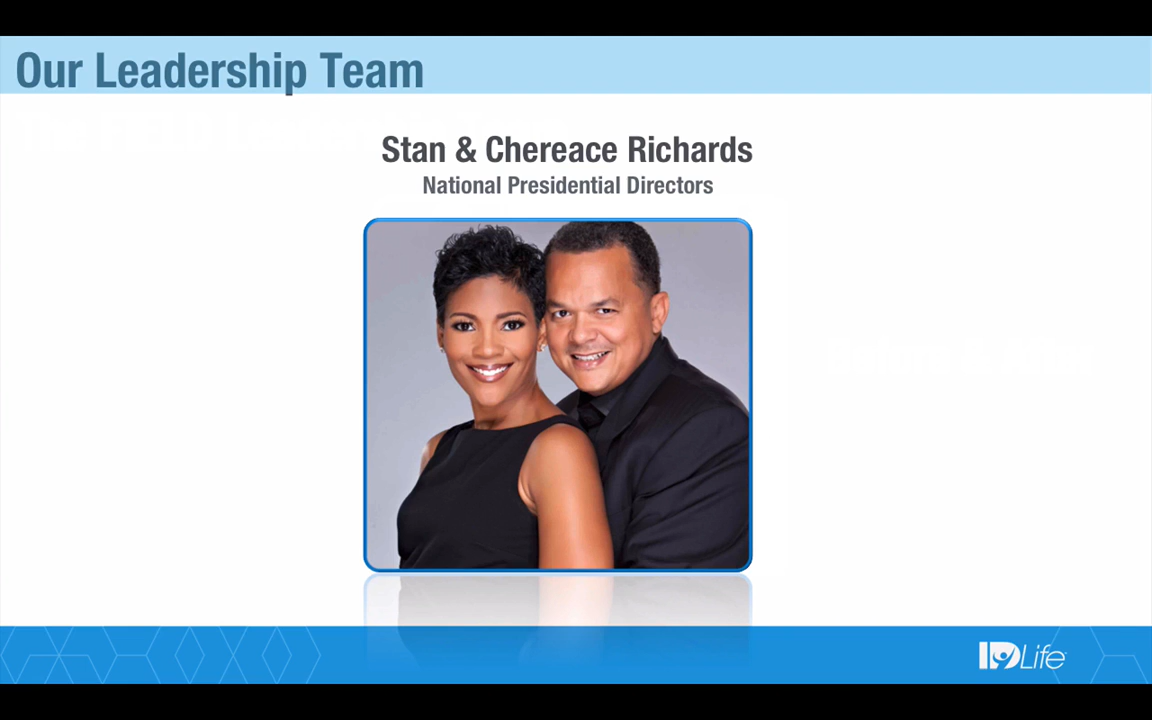 Our Leadership Team
Stan & Chereace Richards
National Presidential Directors
IDLife